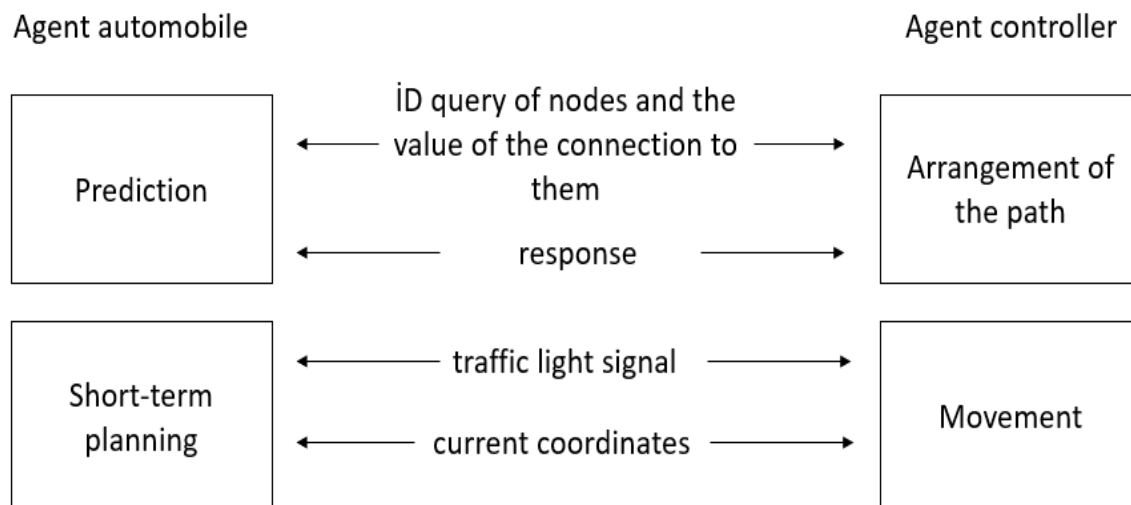 Agent automobile
Agent controller
İD query of nodes and the
value of the connection to
them
Prediction
Arrangement of
the path
response
traffic light signal
Short-term
planning
Movement
current coordinates